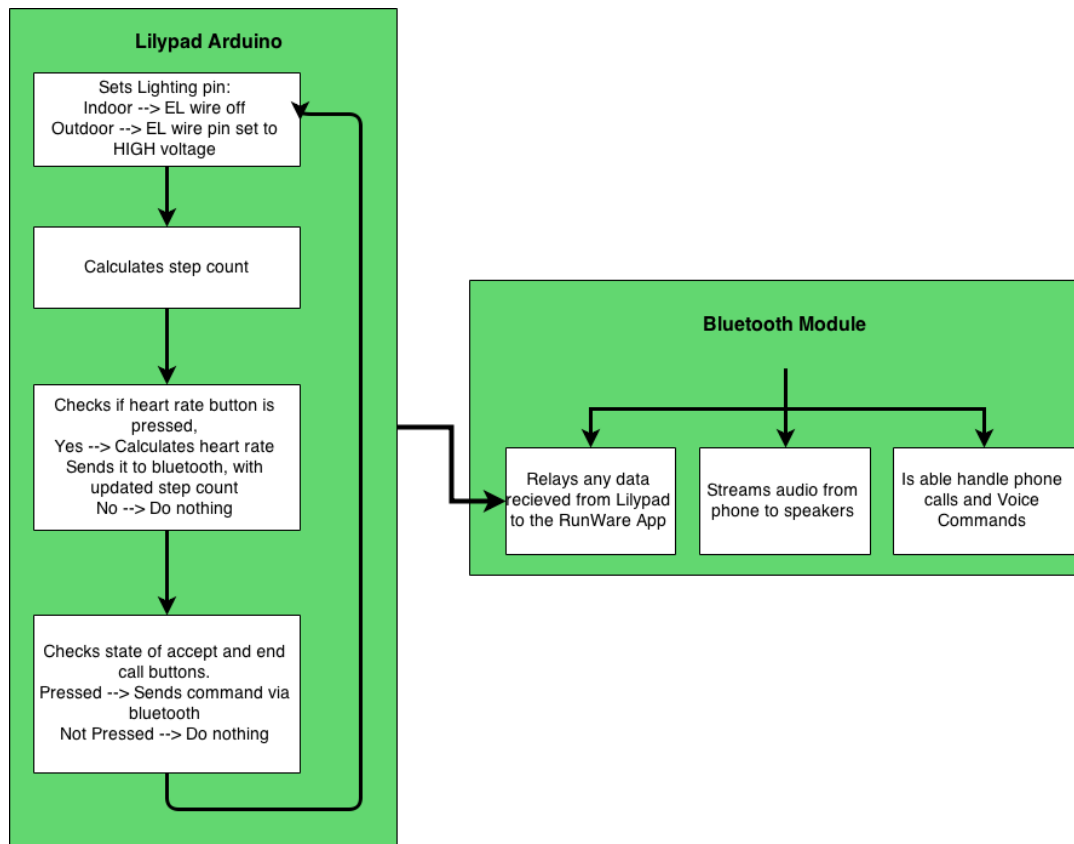 Lilypad Arduino
Sets Lighting pin:
Indoor --> EL wire off
Outdoor --> EL wire pin set to
HIGH voltage
Calculates step count
Checks if heart rate button is
pressed,
Yes --> Calculates heart rate
Sends it to bluetooth, with
updated step count
No --> Do nothing
Checks state of accept and end
call buttons.
Pressed --> Sends command via
bluetooth
Not Pressed --> Do nothing
Bluetooth Module
Relays any data
recieved from Lilypad
to the RunWare App
Streams audio from
phone to speakers
Is able handle phone
calls and Voice
Commands